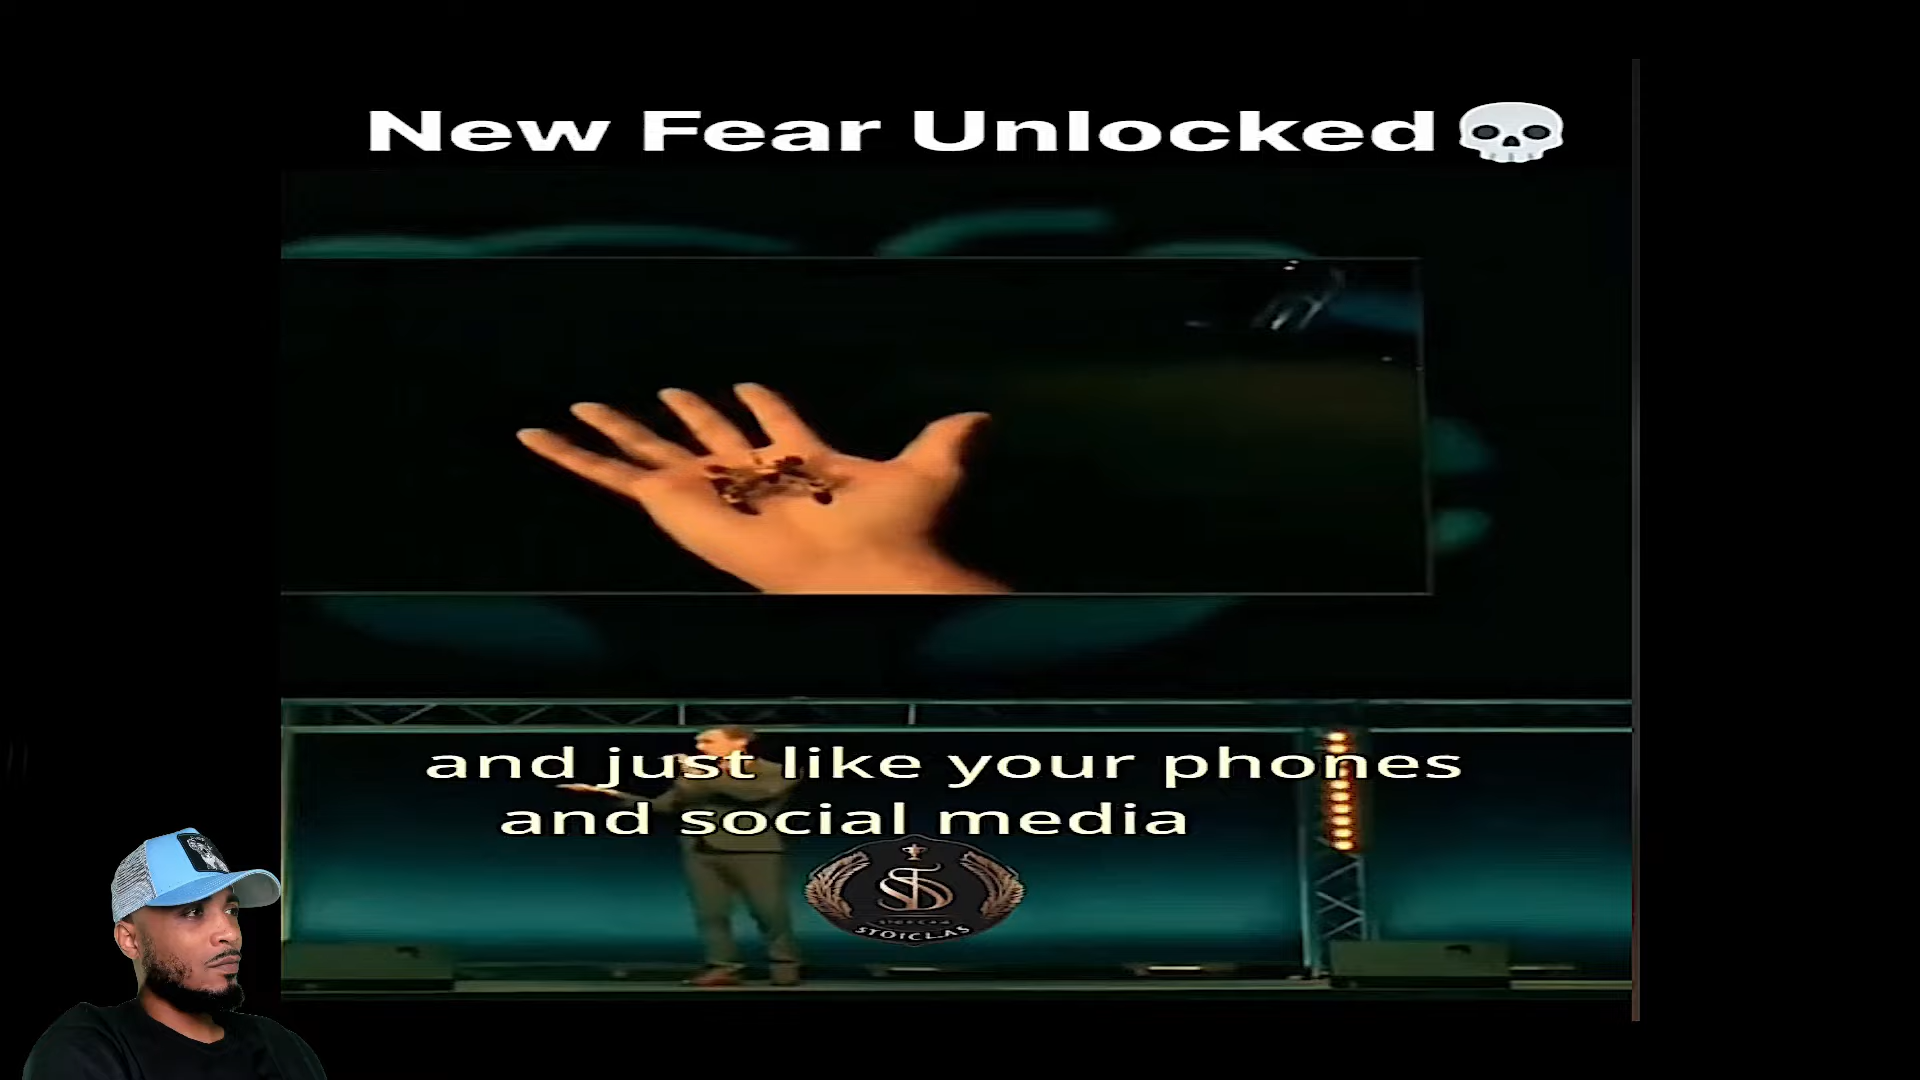 New Fear Unlocked💀
and just like your phones
and social media
STOICLAS